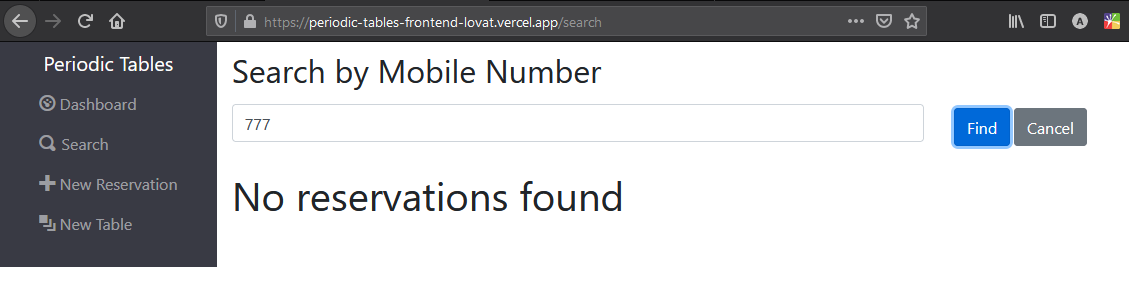 https://periodic-tables-frontend-lovat.vercel.app/search
A
Periodic Tables
Dashboard
Search
New Reservation
New Table
Search by Mobile Number
777
Find
Cancel
No reservations found